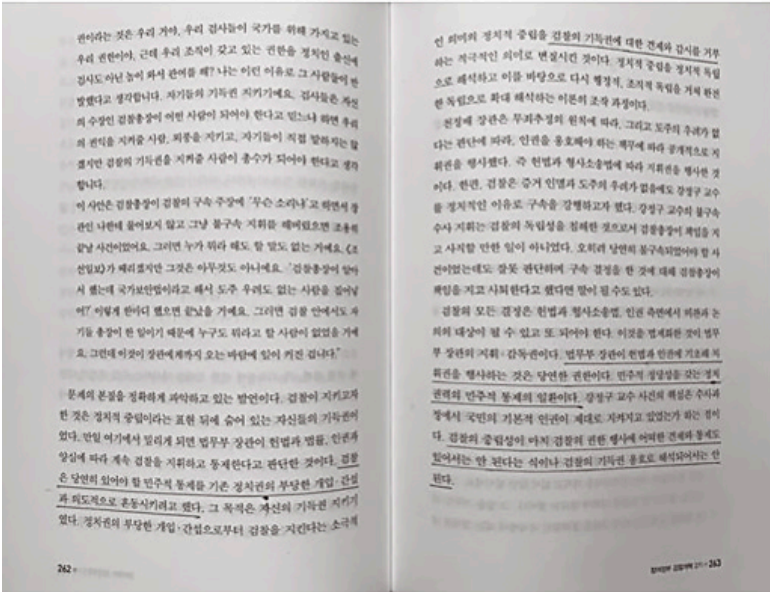 권이라는 것은 우리 거야, 우리 검사들이 국가를 위해 가지고 있는
우리 권한이야, 근데 우리 조직이 갖고 있는 권한을 정치인 출신에
검사도 아닌 놈이 와서 관여를 해? 나는 이런 이유로 그 사람들이 반
발했다고 생각합니다. 자기들의 기득권 지키기예요. 검사들은 자신
의 수장인 검찰총장이 어떤 사람이 되어야 한다고 믿느냐 하면 우리
의 권익을 지켜줄 사람, 외풍을 지키고, 자기들이 직접 말하지는 않
겠지만 검찰의 기득권을 지켜줄 사람이 총수가 되어야 한다고 생각
합니다.
이 사안은 검찰총장이 검찰의 구속 주장에 ‘무슨 소리냐’고 하면서 장
관인 나한테 물어보지 않고 그냥 불구속 지휘를 해버렸으면 조용히
끝날 사건이었어요. 그러면 누가 뭐라 해도 할 말도 없는 거예요. 《조
선일보》가 때리겠지만 그것은 아무것도 아니에요. ‘검찰총장이 알아
서 했는데 국가보안법이라고 해서 도주 우려도 없는 사람을 집어넣
어?’ 이렇게 한마디 했으면 끝났을 거예요. 그러면 검찰 안에서도 자
기들 총장이 한 일이기 때문에 누구도 뭐라고 할 사람이 없었을 거예
요. 그런데 이것이 장관에게까지 오는 바람에 일이 커진 겁니다.”
문제의 본질을 정확하게 파악하고 있는 발언이다. 검찰이 지키고자
한 것은 정치적 중립이라는 표현 뒤에 숨어 있는 자신들의 기득권이
었다. 만일 여기에서 밀리게 되면 법무부 장관이 헌법과 법률, 인권과
양심에 따라 계속 검찰을 지휘하고 통제한다고 판단한 것이다. 검찰
은 당연히 있어야 할 민주적 통제를 기존 정치권의 부당한 개입·간섭
과 의도적으로 혼동시키려고 했다. 그 목적은 자신의 기득권 지키기
였다. 정치권의 부당한 개입·간섭으로부터 검찰을 지킨다는 소극적
262
인 의미의 정치적 중립을 검찰의 기득권에 대한 견제와 감시를 거부
하는 적극적인 의미로 변질시킨 것이다. 정치적 중립을 정치적 독립
으로 해석하고 이를 바탕으로 다시 행정적, 조직적 독립을 거쳐 완전
한 독립으로 확대 해석하는 이론의 조작 과정이다.
천정배 장관은 무죄추정의 원칙에 따라, 그리고 도주의 우려가 없
다는 판단에 따라, 인권을 옹호해야 하는 책무에 따라 공개적으로 지
휘권을 행사했다. 즉 헌법과 형사소송법에 따라 지휘권을 행사한 것
이다. 한편, 검찰은 증거 인멸과 도주의 우려가 없음에도 강정구 교수
를 정치적인 이유로 구속을 강행하고자 했다. 강정구 교수의 불구속
수사 지휘는 검찰의 독립성을 침해한 것으로서 검찰총장이 책임을 지
고 사직할 만한 일이 아니었다. 오히려 당연히 불구속되었어야 할 사
건이었는데도 잘못 판단하여 구속 결정을 한 것에 대해 검찰총장이
책임을 지고 사퇴한다고 했다면 말이 될 수도 있다.
검찰의 모든 결정은 헌법과 형사소송법, 인권 측면에서 비판과 논
의의 대상이 될 수 있고 또 되어야 한다. 이것을 법제화한 것이 법무
부 장관의 지휘·감독권이다. 법무부 장관이 헌법과 인권에 기초해 지
휘권을 행사하는 것은 당연한 권한이다. 민주적 정당성을 갖는 정치
권력의 민주적 통제의 일환이다. 강정구 교수 사건의 핵심은 수사과
정에서 국민의 기본적 인권이 제대로 지켜지고 있었는가 하는 점이
다. 검찰의 중립성이 마치 검찰의 권한 행사에 어떠한 견제와 통제도
있어서는 안 된다는 식이나 검찰의 기득권 옹호로 해석되어서는 안
된다.
참여정부 검찰개혁 263